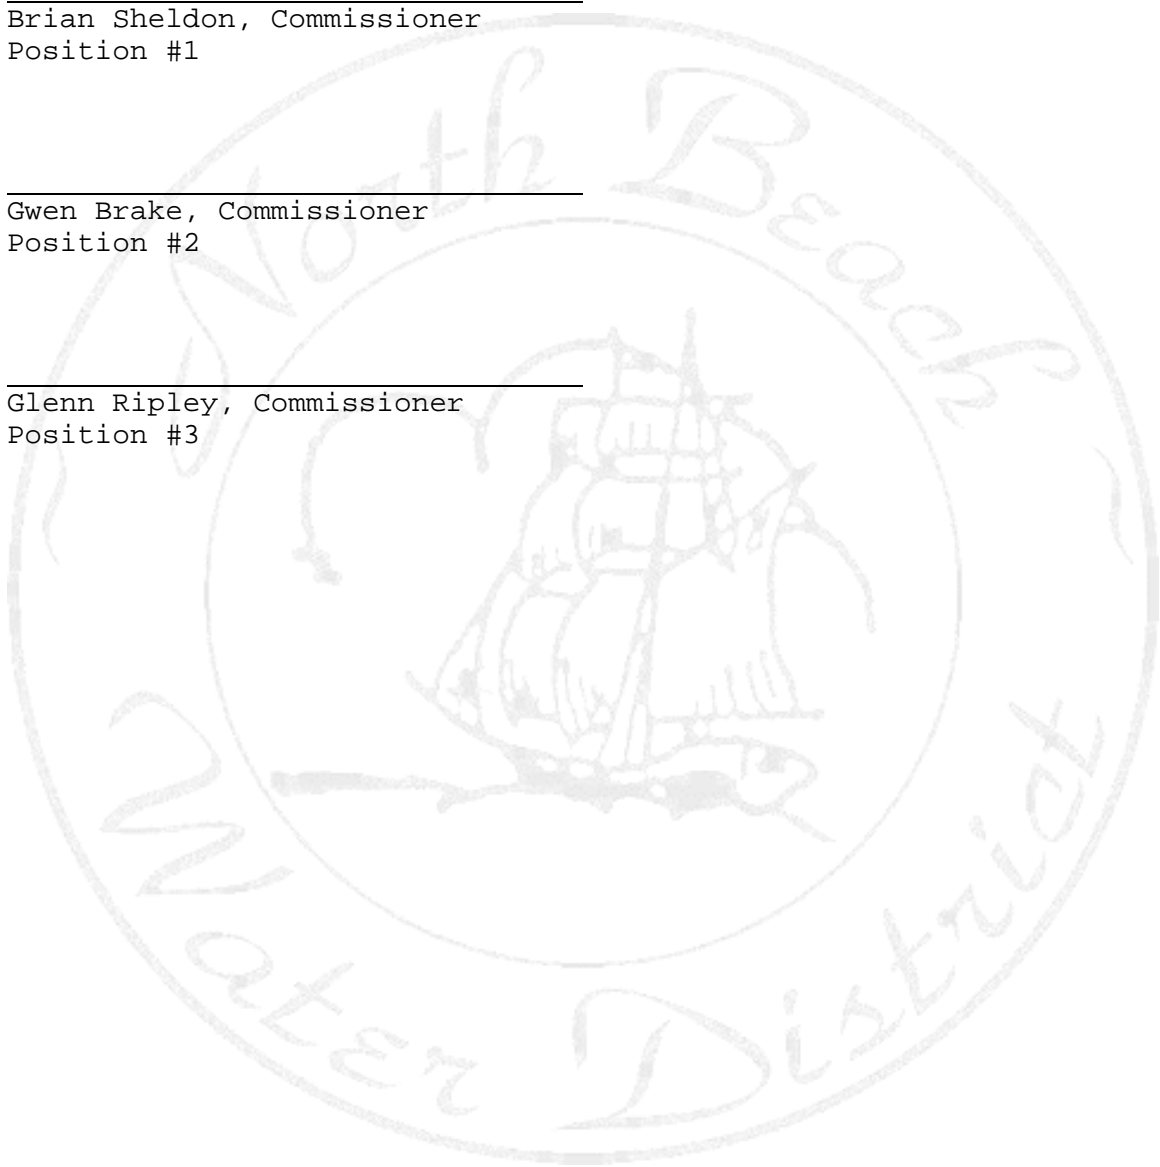 Brian Sheldon, Commissioner
Position #1
Gwen Brake, Commissioner
Position #2
Glenn Ripley, Commissioner
Position #3
~ North Beach ~
Water District